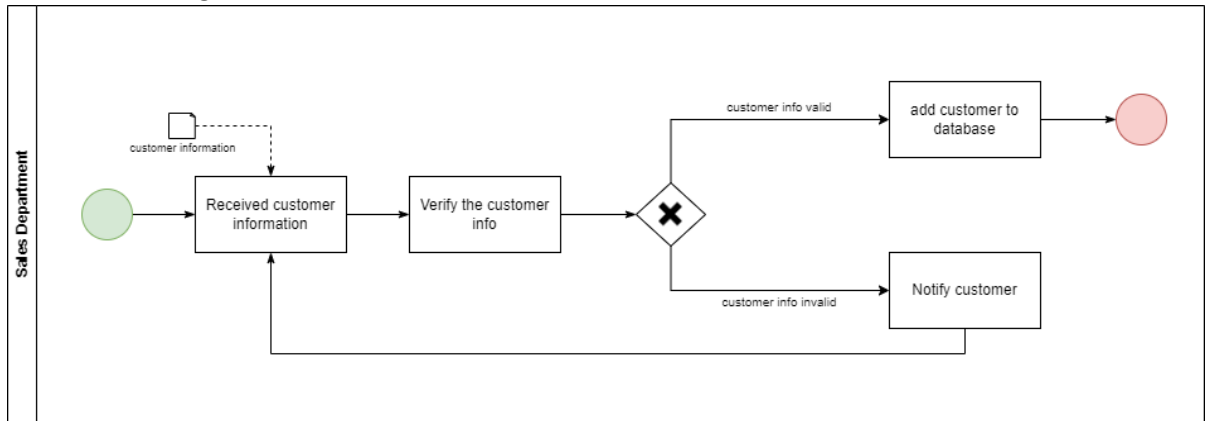 Sales Department
customer information
Received customer
information
Verify the customer
info
customer info valid
add customer to
database
customer info invalid
Notify customer